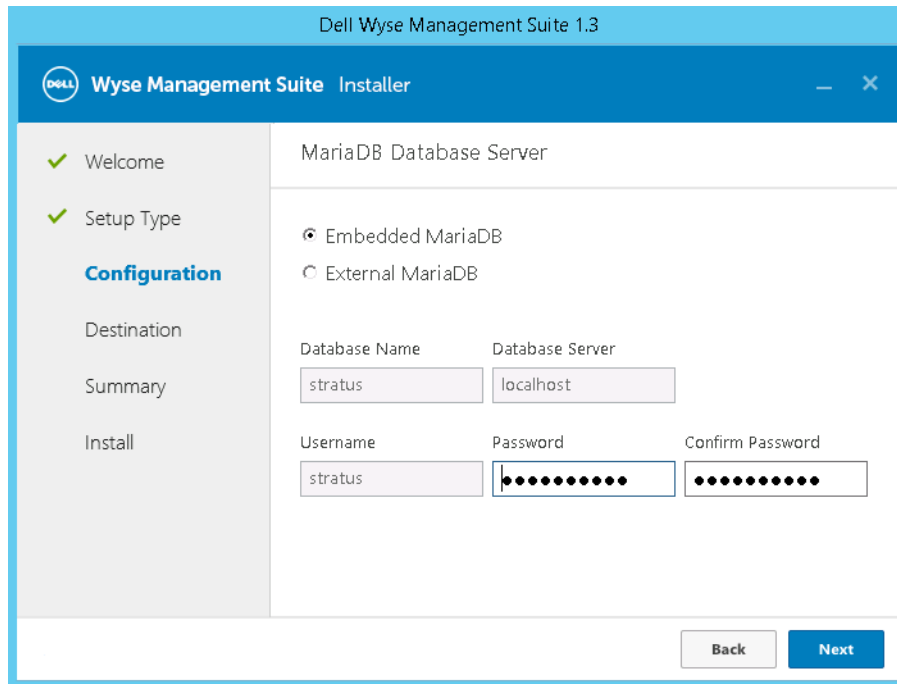 Dell Wyse Management Suite 1.3
DELL Wyse Management Suite Installer
Welcome
Setup Type
Configuration
Destination
Summary
Install
MariaDB Database Server
Embedded MariaDB
External MariaDB
Database Name Database Server
stratus localhost
Username Password Confirm Password
stratus ●●●●●●●●●● ●●●●●●●●●●
Back Next